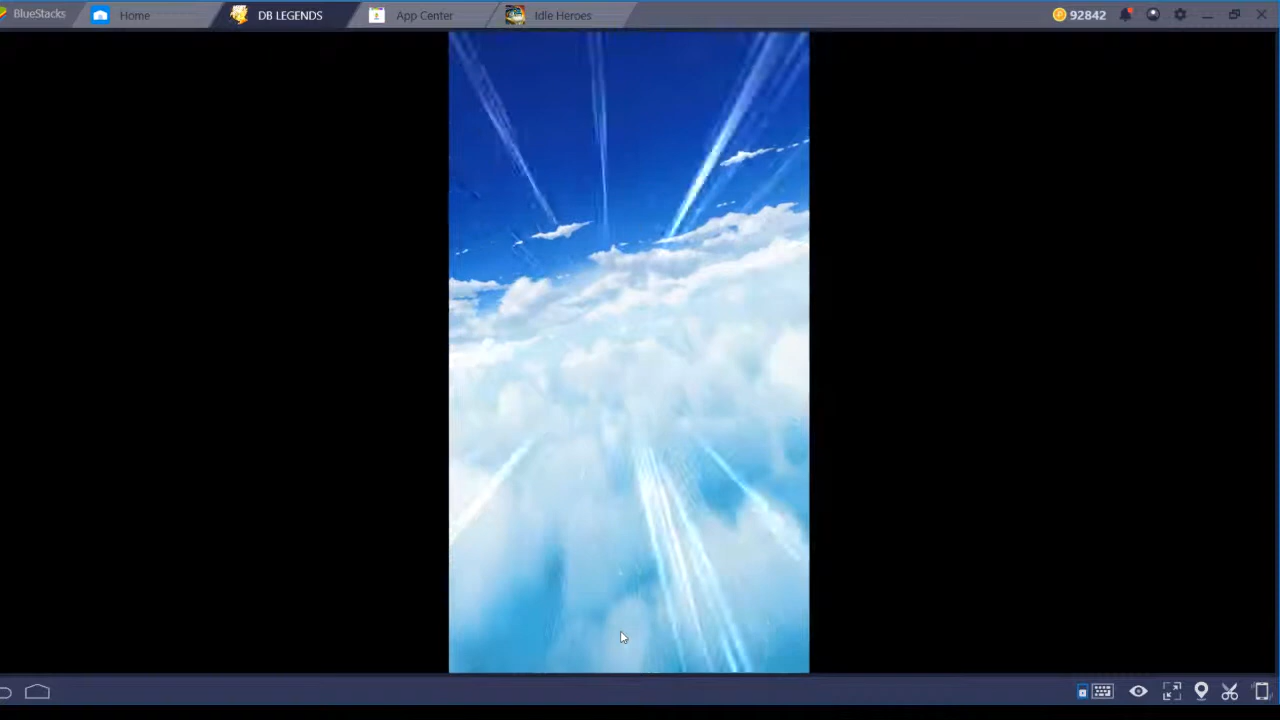 BlueStacks
Home
DB LEGENDS
App Center
Idle Heroes
92842